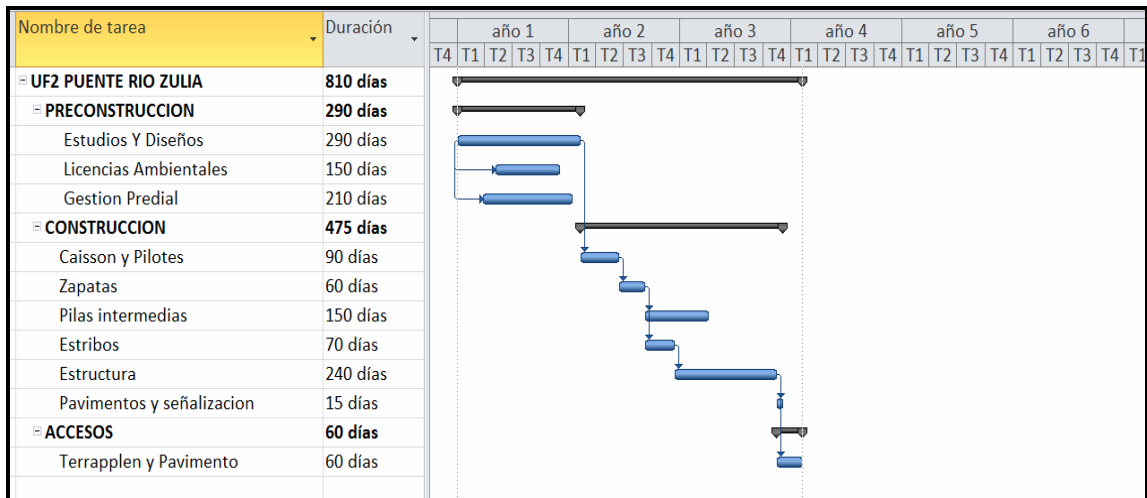 Nombre de tarea Duración año 1 año 2 año 3 año 4 año 5 año 6
T4 T1 T2 T3 T4 T1 T2 T3 T4 T1 T2 T3 T4 T1 T2 T3 T4 T1 T2 T3 T4 T1 T2 T3 T4 T1
UF2 PUENTE RIO ZULIA 810 días
PRECONSTRUCCION 290 días
Estudios Y Diseños 290 días
Licencias Ambientales 150 días
Gestion Predial 210 días
CONSTRUCCION 475 días
Caisson y Pilotes 90 días
Zapatas 60 días
Pilas intermedias 150 días
Estribos 70 días
Estructura 240 días
Pavimentos y señalizacion 15 días
ACCESOS 60 días
Terrapplen y Pavimento 60 días